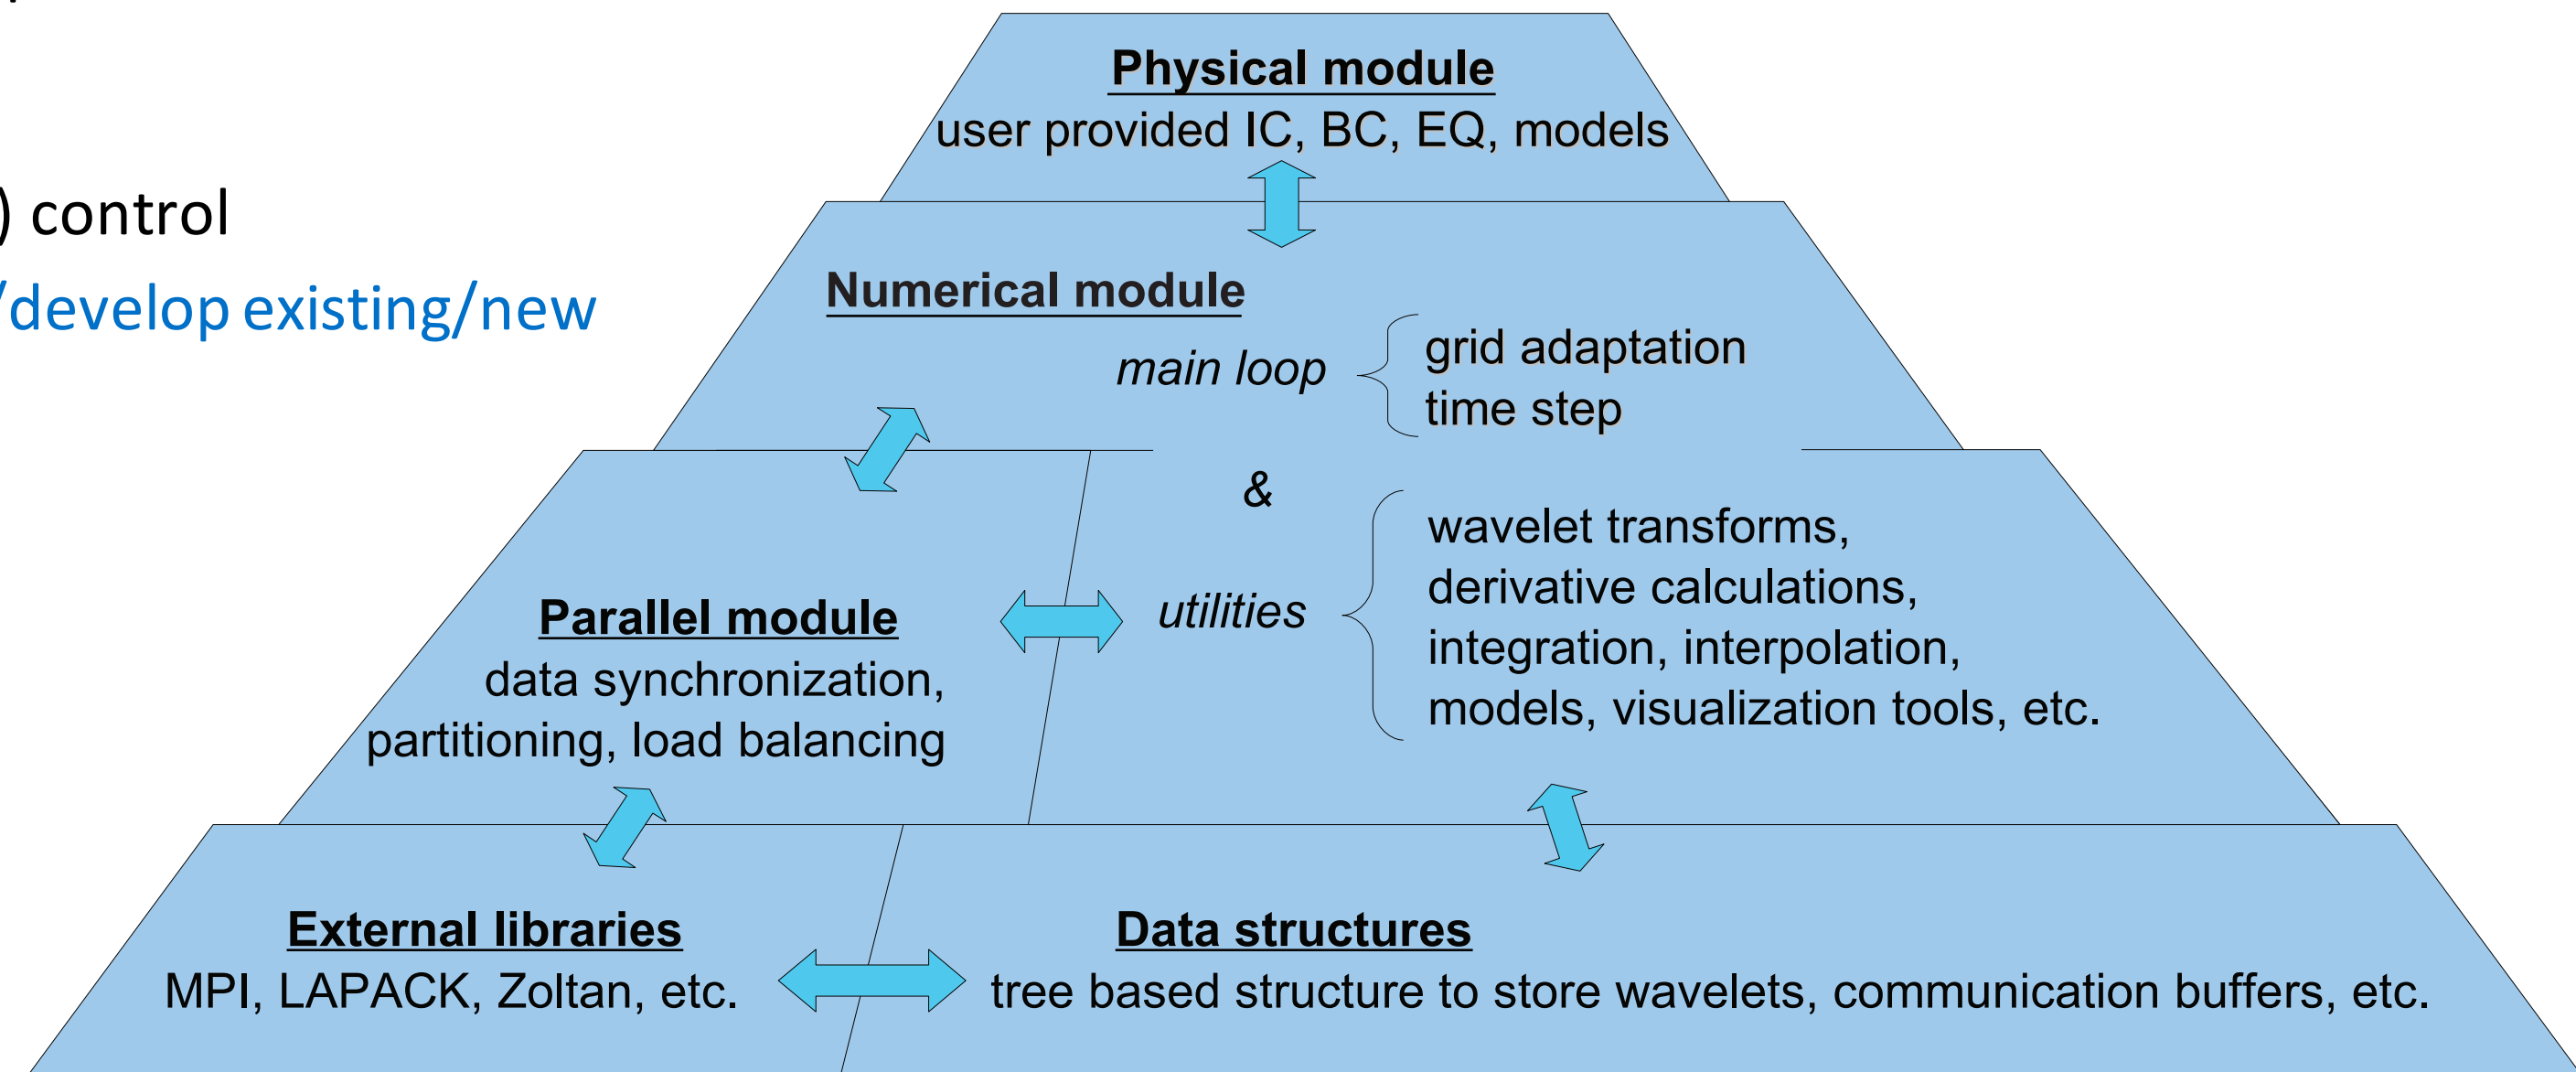 ) control
/develop existing/new
Physical module
user provided IC, BC, EQ, models
Numerical module
main loop
grid adaptation
time step
&
utilities
wavelet transforms,
derivative calculations,
integration, interpolation,
models, visualization tools, etc.
Parallel module
data synchronization,
partitioning, load balancing
External libraries
MPI, LAPACK, Zoltan, etc.
Data structures
tree based structure to store wavelets, communication buffers, etc.